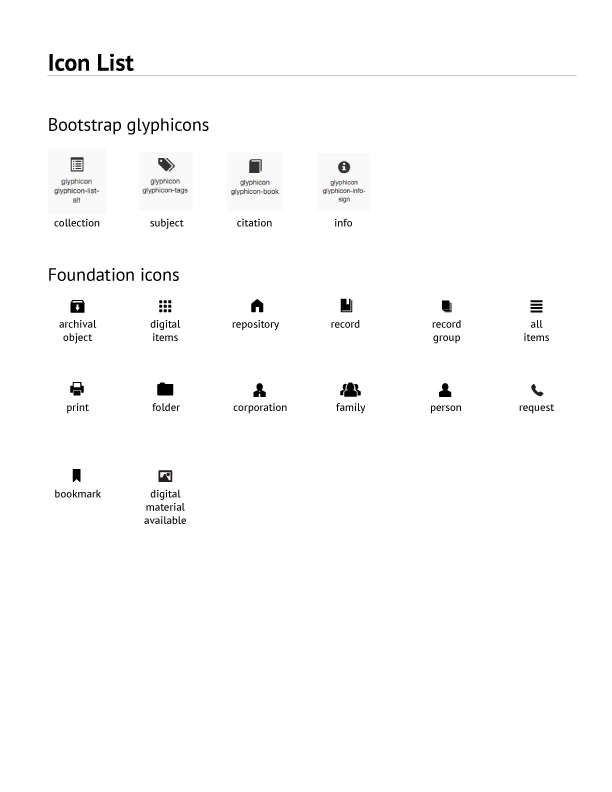 Icon List
Bootstrap glyphicons
glyphicon
glyphicon-list-
alt
glyphicon
glyphicon-tags
glyphicon
glyphicon-book
glyphicon
glyphicon-info-
sign
collection
subject
citation
info
Foundation icons
archival
object
digital
items
repository
record
record
group
all
items
print
folder
corporation
family
person
request
bookmark
digital
material
available